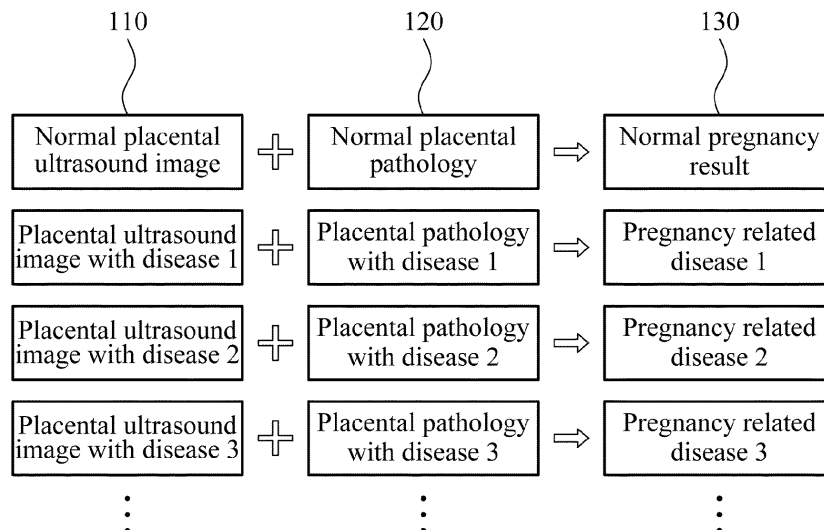 110
120
130
Normal placental
ultrasound image
Normal placental
pathology
Normal pregnancy
result
Placental ultrasound
image with disease 1
Placental pathology
with disease 1
Pregnancy related
disease 1
Placental ultrasound
image with disease 2
Placental pathology
with disease 2
Pregnancy related
disease 2
Placental ultrasound
image with disease 3
Placental pathology
with disease 3
Pregnancy related
disease 3